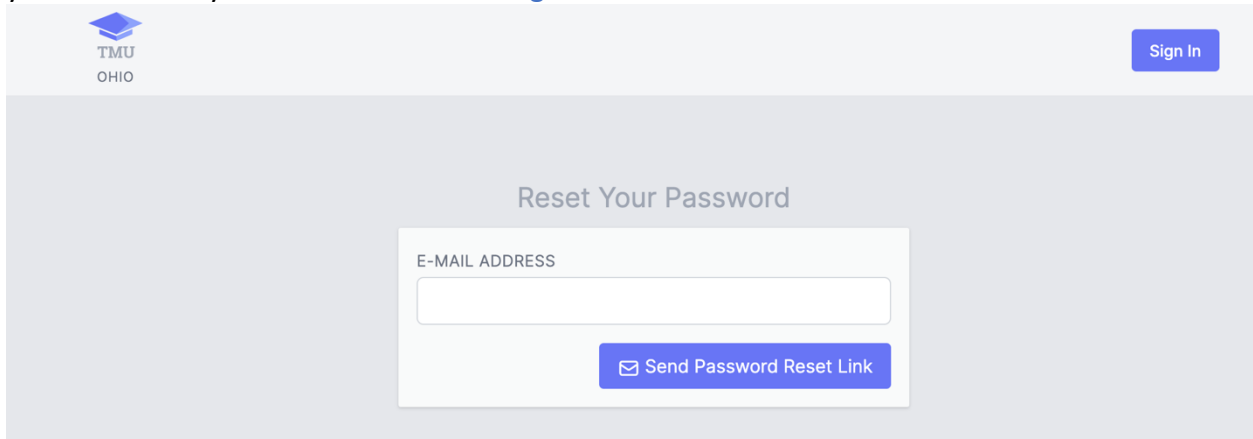 TMU
OHIO
Sign In
Reset Your Password
E-MAIL ADDRESS
Send Password Reset Link